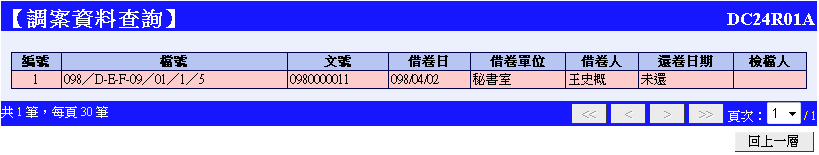 【調案資料查詢】 DC24R01A
編號 檔號 文號 借卷日 借卷單位 借卷人 還卷日期 檢檔人
1 098／D-E-F-09／01／1／5 0980000011 098/04/02 秘書室 王史概 未還
共 1 筆，每頁 30 筆 << < > >> 頁次： 1 / 1
回上一層